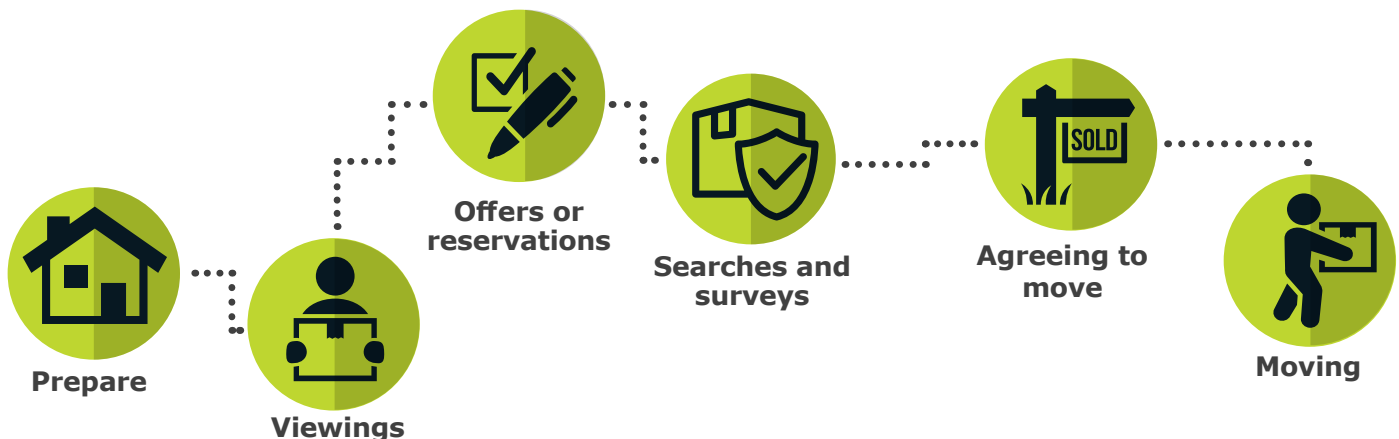 Prepare
Viewings
Offers or
reservations
Searches and
surveys
SOLD
Agreeing to
move
Moving